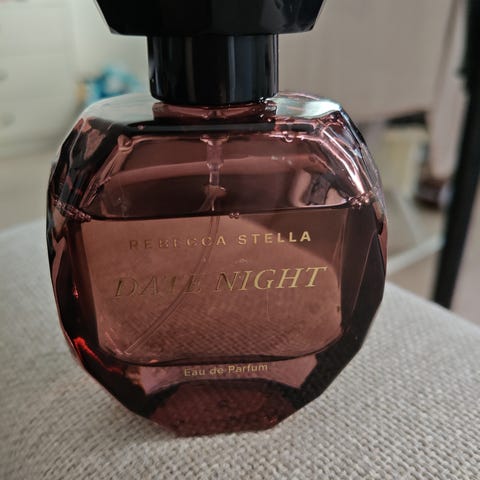 REBECCA STELLA
DATE NIGHT
Eau de Parfum